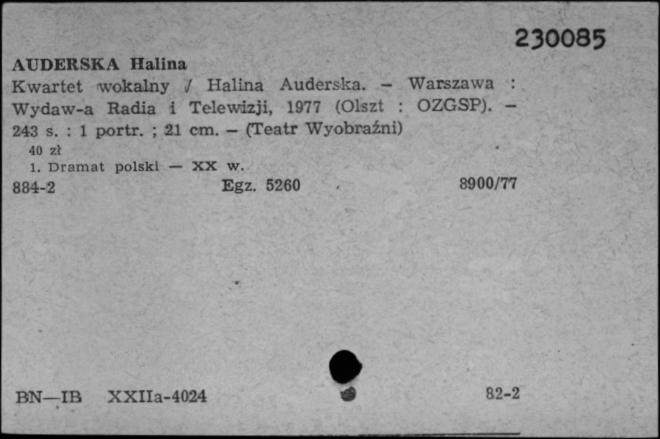 230085
AUDERSKA Halina
Kwartet wokalny / Halina Auderska. — Warszawa :
Wydaw-a Radia i Telewizji, 1977 (Olszt : OZGSP). —
243 s. : 1 portr. ; 21 cm. — (Teatr Wyobraźni)
40 zł
1. Dramat polski — XX w.
884-2 Egz. 5260 8900/77
BN—IB XXIIa-4024 82-2